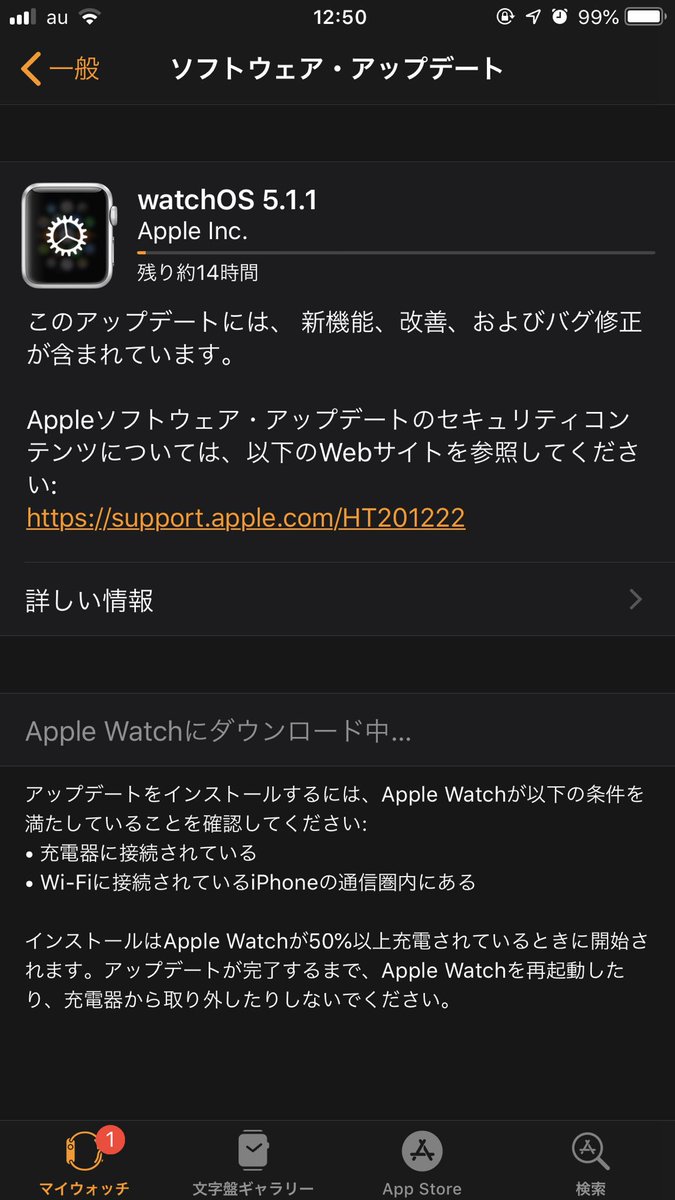 au 12:50 99%
一般 ソフトウェア・アップデート
watchOS 5.1.1
Apple Inc.
残り約14時間
このアップデートには、 新機能、改善、およびバグ修正
が含まれています。
Appleソフトウェア・アップデートのセキュリティコン
テンツについては、以下のWebサイトを参照してくださ
い:
https://support.apple.com/HT201222
詳しい情報
Apple Watchにダウンロード中...
アップデートをインストールするには、Apple Watchが以下の条件を
満たしていることを確認してください:
• 充電器に接続されている
• Wi-Fiに接続されているiPhoneの通信圏内にある
インストールはApple Watchが50%以上充電されているときに開始さ
れます。アップデートが完了するまで、Apple Watchを再起動した
り、充電器から取り外したりしないでください。
1
マイウォッチ 文字盤ギャラリー App Store 検索